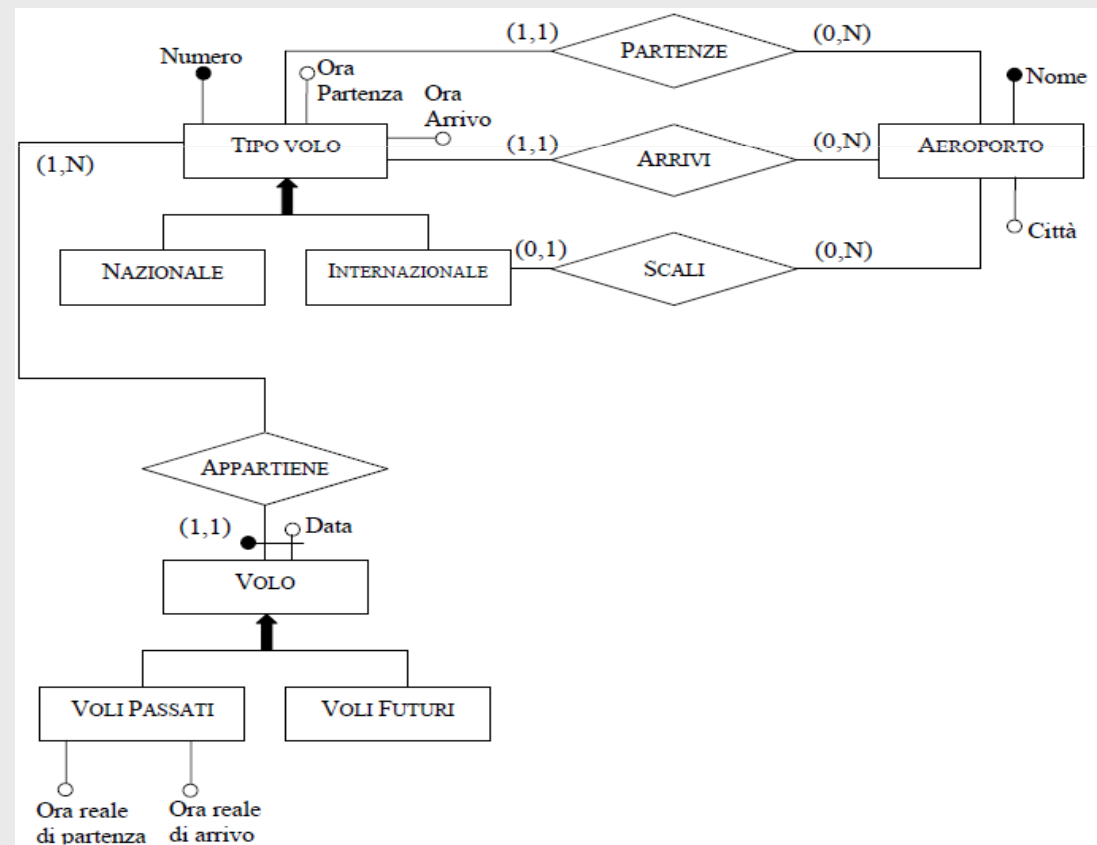 (1,1)
PARTENZE
(0,N)
Numero
Ora
Partenza
Ora
Arrivo
Nome
TIPO VOLO
(1,1)
ARRIVI
(0,N)
AEROPORTO
(1,N)
Città
NAZIONALE
INTERNAZIONALE
(0,1)
SCALI
(0,N)
APPARTIENE
(1,1)
Data
VOLO
VOLI PASSATI
VOLI FUTURI
Ora reale
di partenza
Ora reale
di arrivo